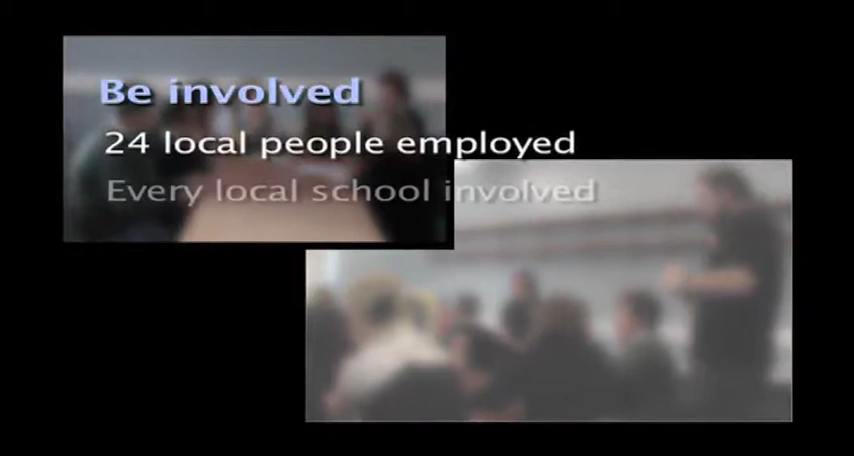 Be involved
24 local people employed
Every local school involved